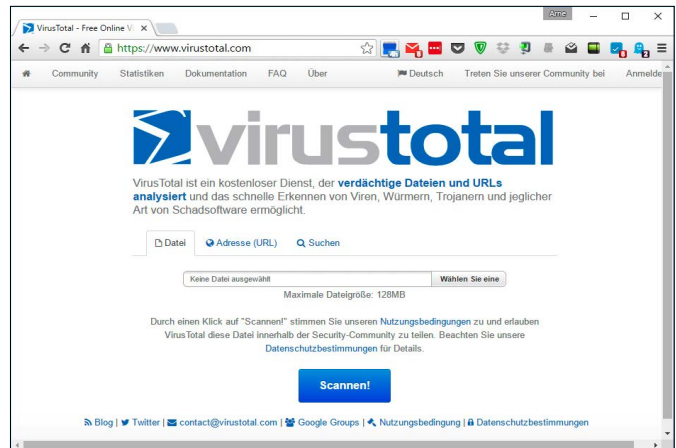 Arne
VirusTotal - Free Online Vi
https://www.virustotal.com
Community Statistiken Dokumentation FAQ Über Deutsch Treten Sie unserer Community bei Anmelde
virustotal
VirusTotal ist ein kostenloser Dienst, der verdächtige Dateien und URLs
analysiert und das schnelle Erkennen von Viren, Würmern, Trojanern und jeglicher
Art von Schadsoftware ermöglicht.
Datei Adresse (URL) Suchen
Keine Datei ausgewählt Wählen Sie eine
Maximale Dateigröße: 128MB
Durch einen Klick auf "Scannen!" stimmen Sie unseren Nutzungsbedingungen zu und erlauben
VirusTotal diese Datei innerhalb der Security-Community zu teilen. Beachten Sie unsere
Datenschutzbestimmungen für Details.
Scannen!
Blog | Twitter | contact@virustotal.com | Google Groups | Nutzungsbedingung | Datenschutzbestimmungen